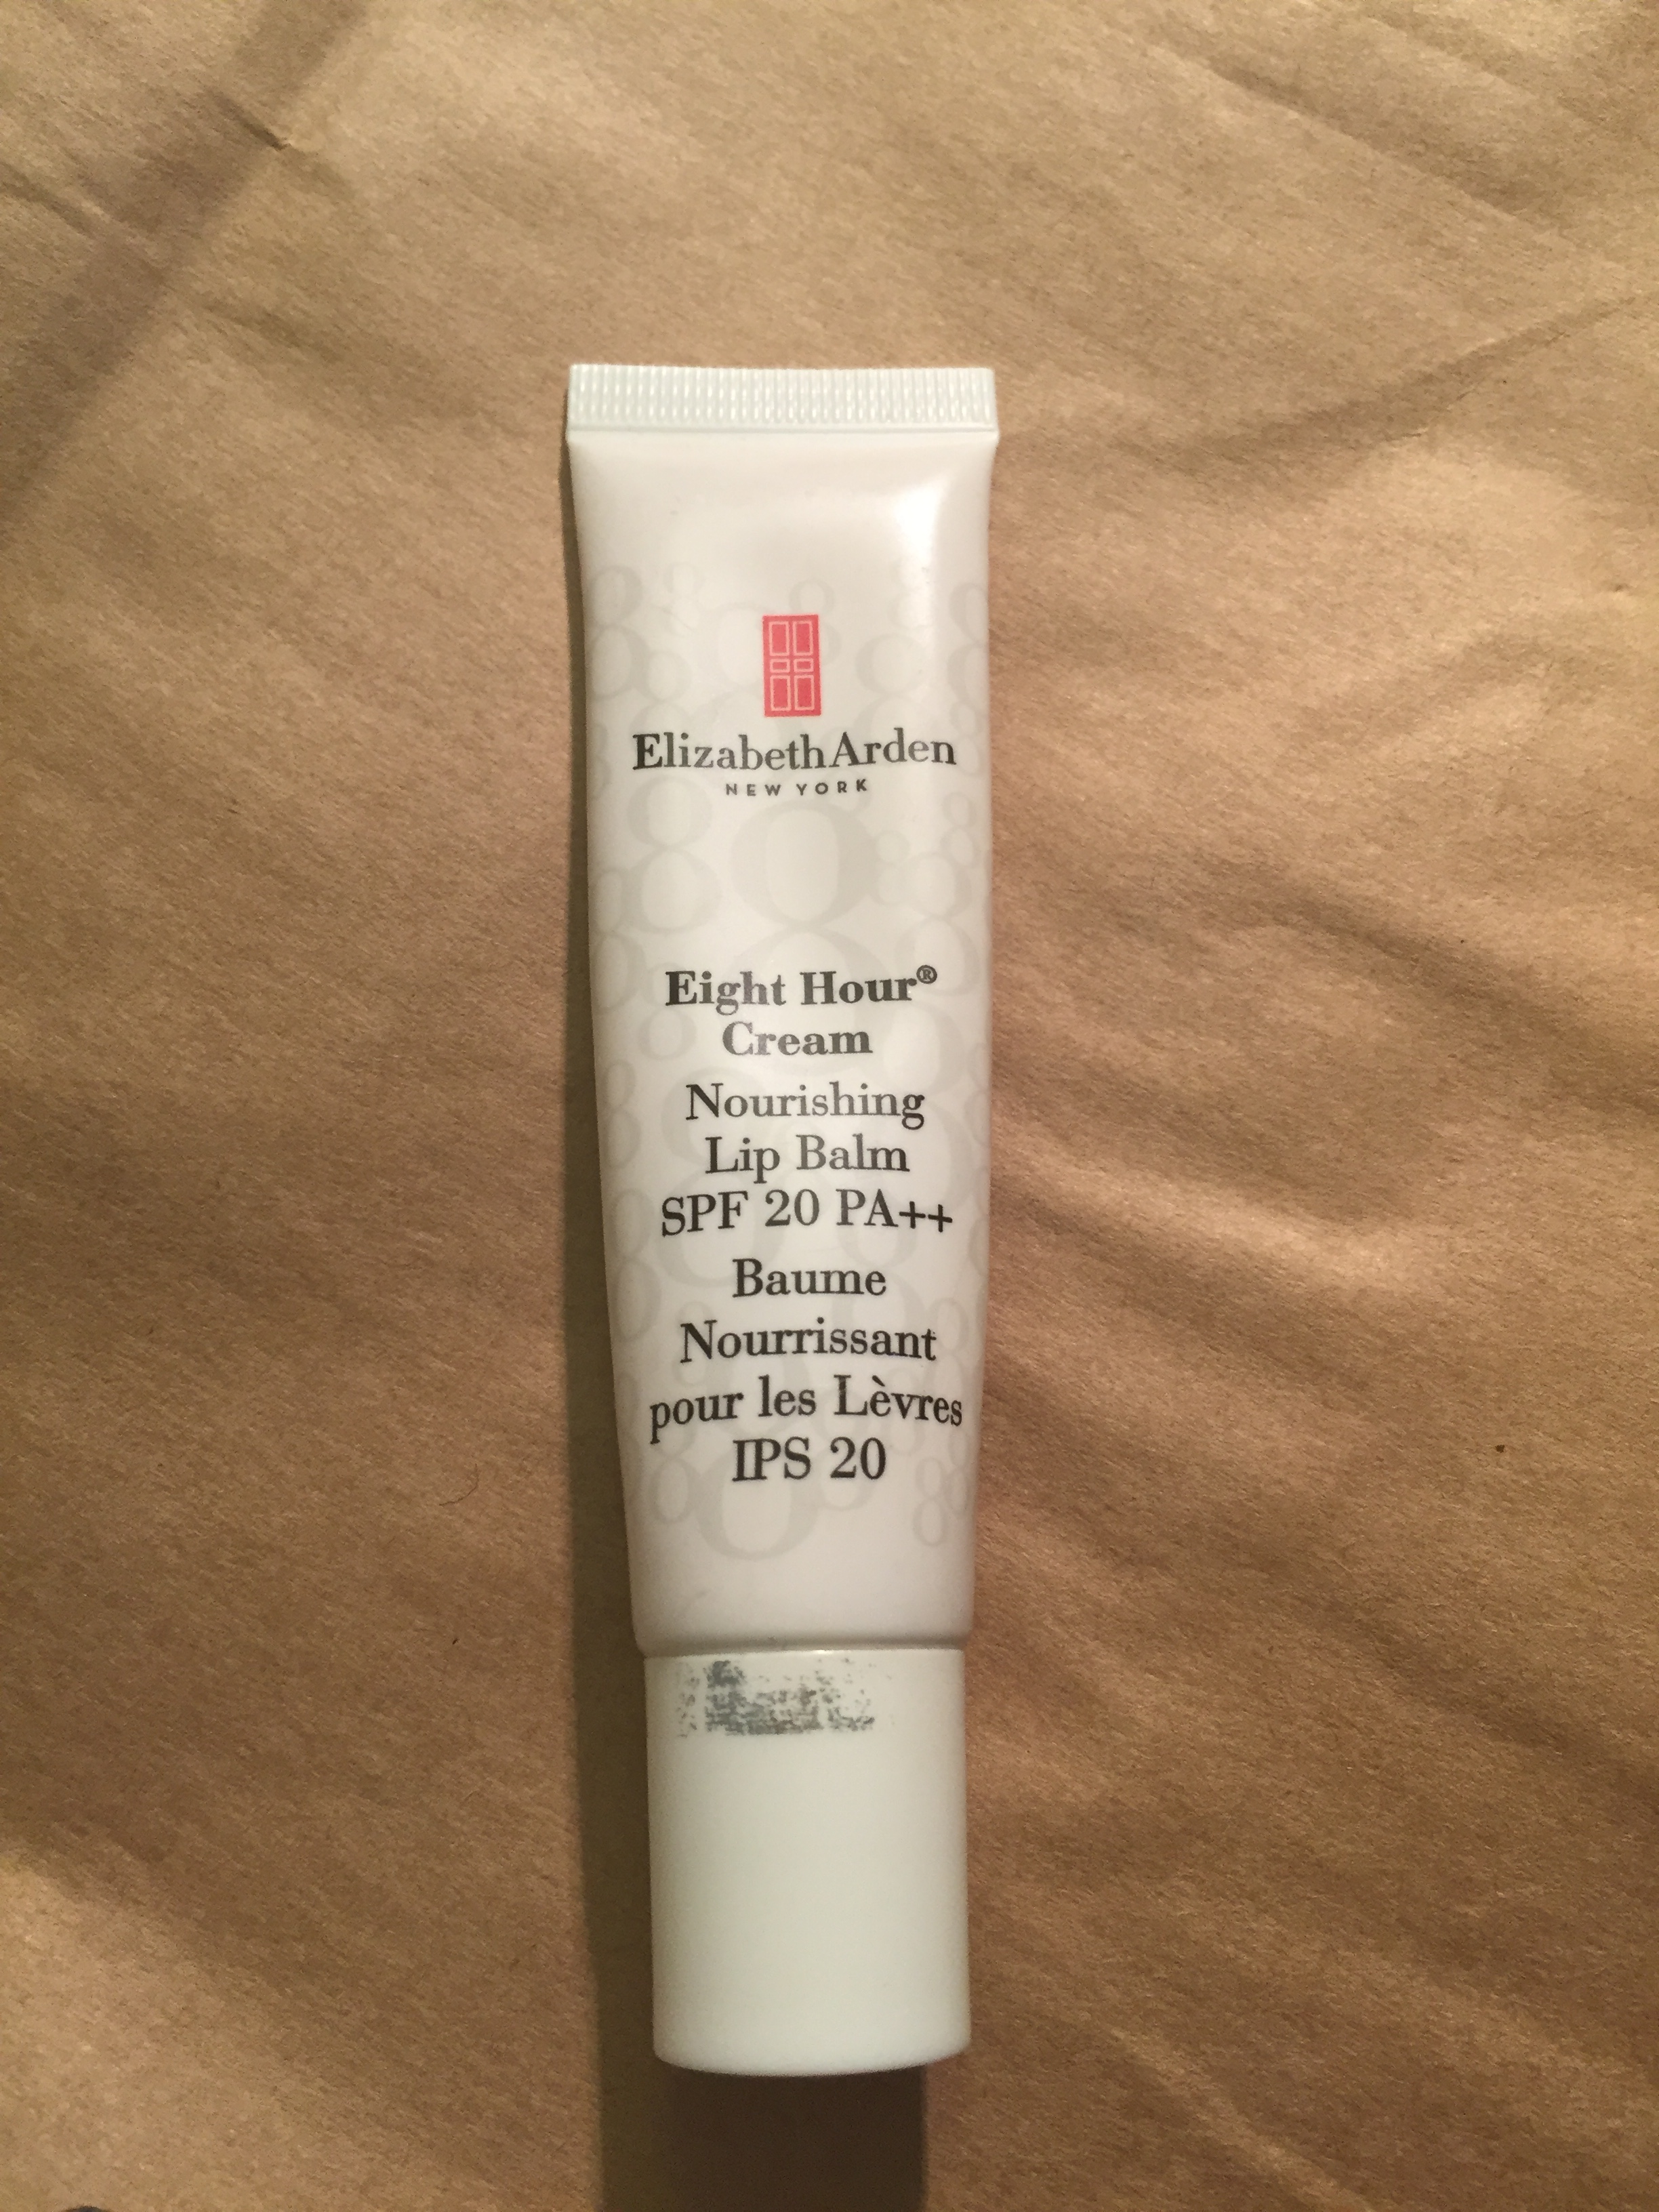 ElizabethArden
NEW YORK
Eight Hour®
Cream
Nourishing
Lip Balm
SPF 20 PA++
Baume
Nourrissant
pour les Lèvres
IPS 20